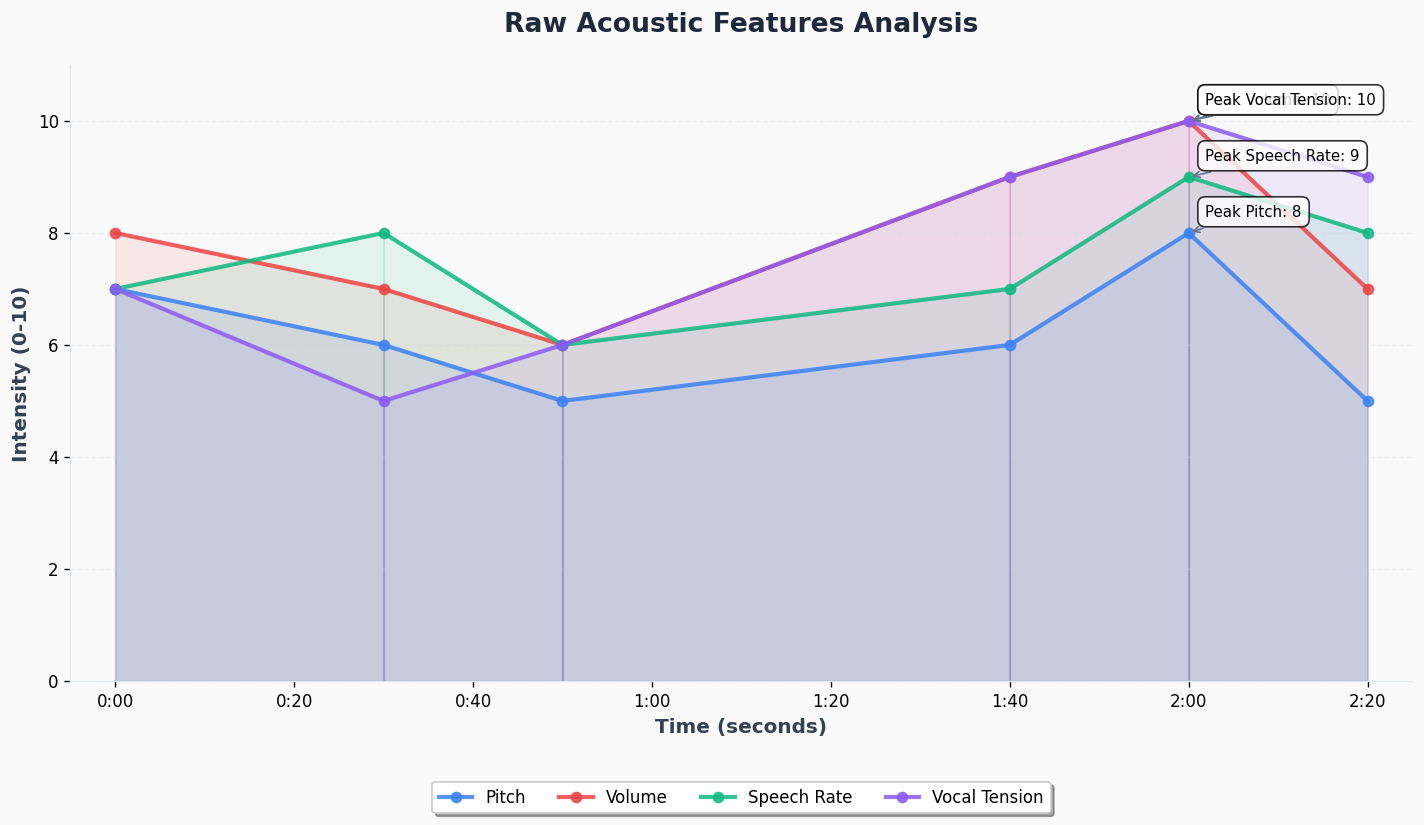 Raw Acoustic Features Analysis
Peak Vocal Tension: 10
Peak Speech Rate: 9
Peak Pitch: 8
Intensity (0-10)
10
8
6
4
2
0
0:00 0:20 0:40 1:00 1:20 1:40 2:00 2:20
Time (seconds)
Pitch Volume Speech Rate Vocal Tension